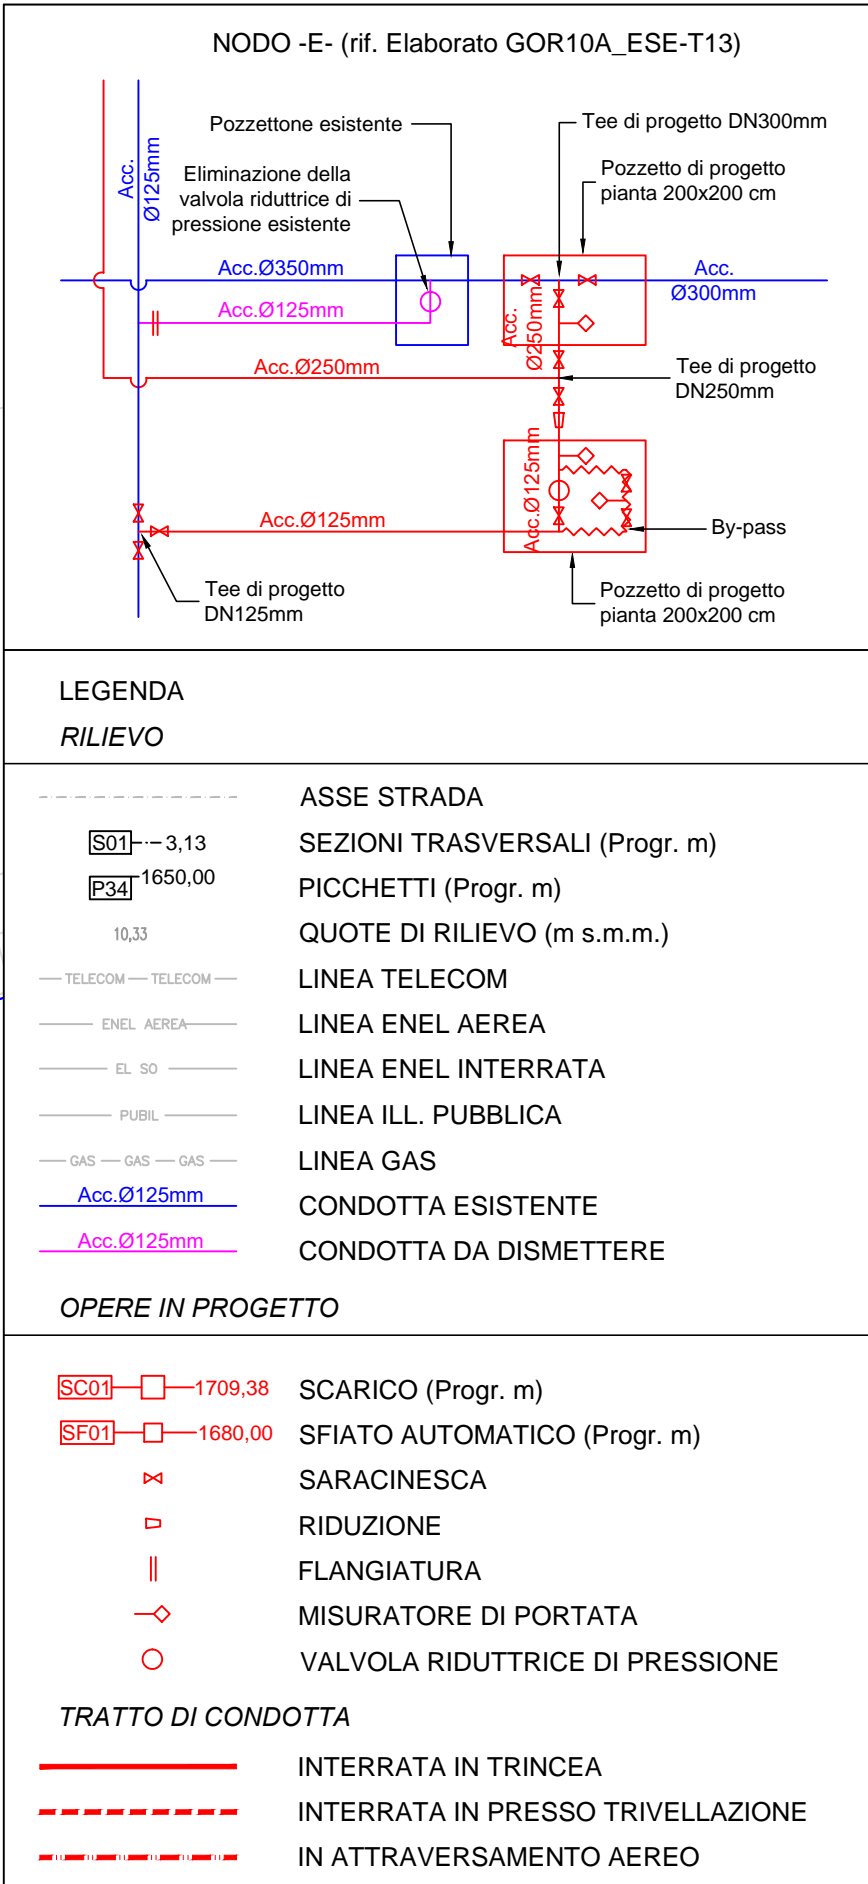 NODO -E- (rif. Elaborato GOR10A_ESE-T13)
Pozzettone esistente
Tee di progetto DN300mm
Acc.
Ø125mm
Eliminazione della
valvola riduttrice di
pressione esistente
Pozzetto di progetto
pianta 200x200 cm
Acc.Ø350mm
Acc.
Ø300mm
Acc.Ø125mm
Acc.
Ø250mm
Acc.Ø250mm
Tee di progetto
DN250mm
Acc.Ø125mm
Acc.Ø125mm
By-pass
Tee di progetto
DN125mm
Pozzetto di progetto
pianta 200x200 cm
LEGENDA
RILIEVO
ASSE STRADA
S01 3,13 SEZIONI TRASVERSALI (Progr. m)
P34 1650,00 PICCHETTI (Progr. m)
10,33 QUOTE DI RILIEVO (m s.m.m.)
TELECOM TELECOM LINEA TELECOM
ENEL AEREA LINEA ENEL AEREA
EL SO LINEA ENEL INTERRATA
PUBIL LINEA ILL. PUBBLICA
GAS GAS GAS LINEA GAS
Acc.Ø125mm CONDOTTA ESISTENTE
Acc.Ø125mm CONDOTTA DA DISMETTERE
OPERE IN PROGETTO
SC01 1709,38 SCARICO (Progr. m)
SF01 1680,00 SFIATO AUTOMATICO (Progr. m)
SARACINESCA
RIDUZIONE
FLANGIATURA
MISURATORE DI PORTATA
VALVOLA RIDUTTRICE DI PRESSIONE
TRATTO DI CONDOTTA
INTERRATA IN TRINCEA
INTERRATA IN PRESSO TRIVELLAZIONE
IN ATTRAVERSAMENTO AEREO